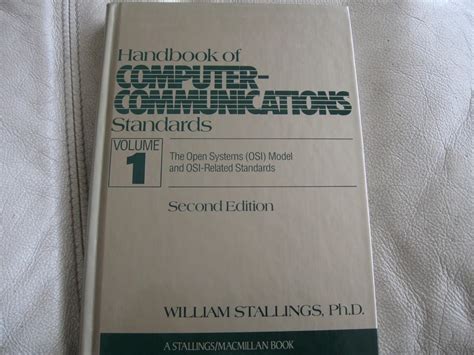 Handbook of
COMPUTER-
COMMUNICATIONS
Standards
VOLUME
1
The Open Systems (OSI) Model
and OSI-Related Standards
Second Edition
WILLIAM STALLINGS, Ph.D.
A STALLINGS/MACMILLAN BOOK